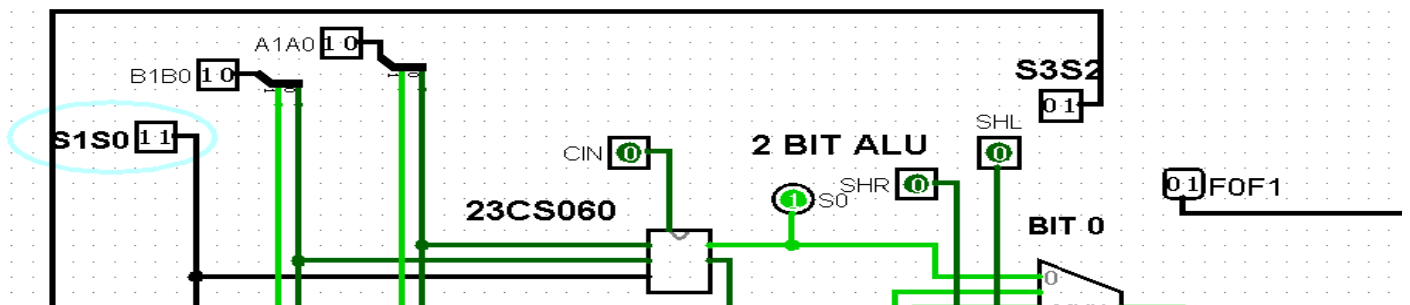 A1A0 1 0
S3S2
B1B0 1 0
0 1
SHL
S1S0 1 1
CIN 0
2 BIT ALU
0
SHR 0
0 1 F0F1
1 S0
23CS060
BIT 0
0